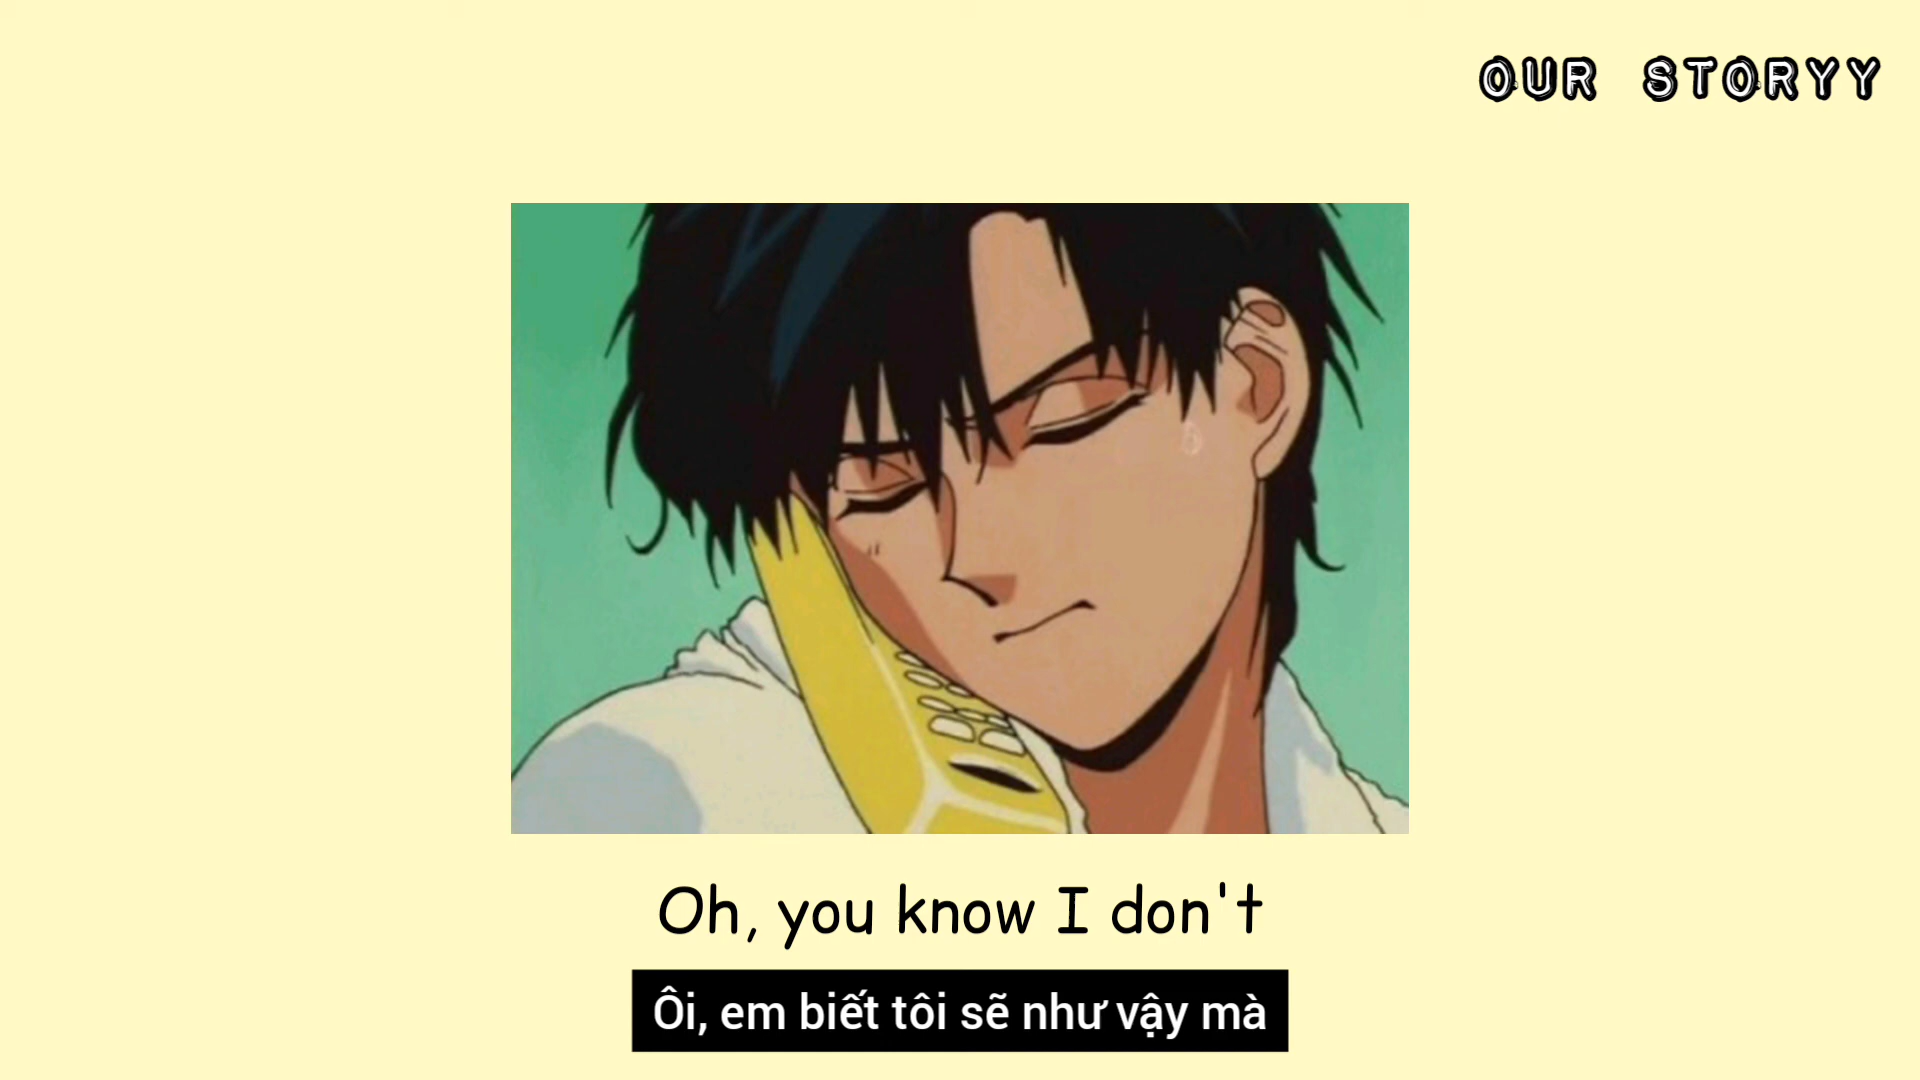 OUR STORYY
Oh, you know I don't
Ôi, em biết tôi sẽ như vậy mà